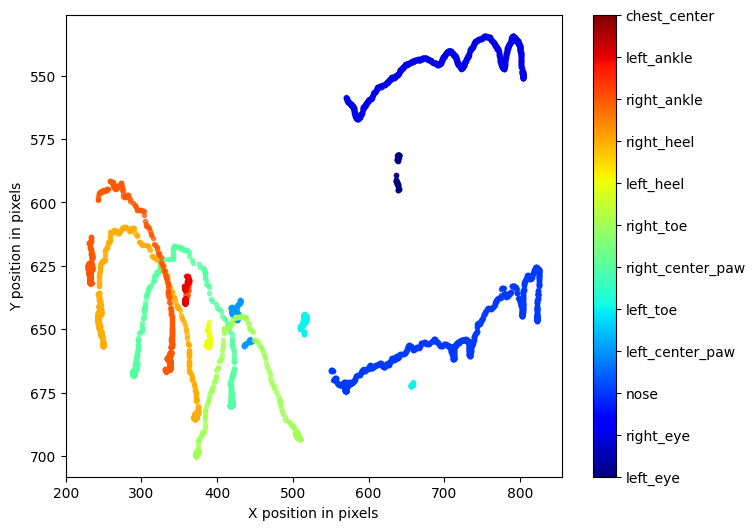 550
575
600
625
650
675
700
Y position in pixels
200 300 400 500 600 700 800
X position in pixels
chest_center
left_ankle
right_ankle
right_heel
left_heel
right_toe
right_center_paw
left_toe
left_center_paw
nose
right_eye
left_eye